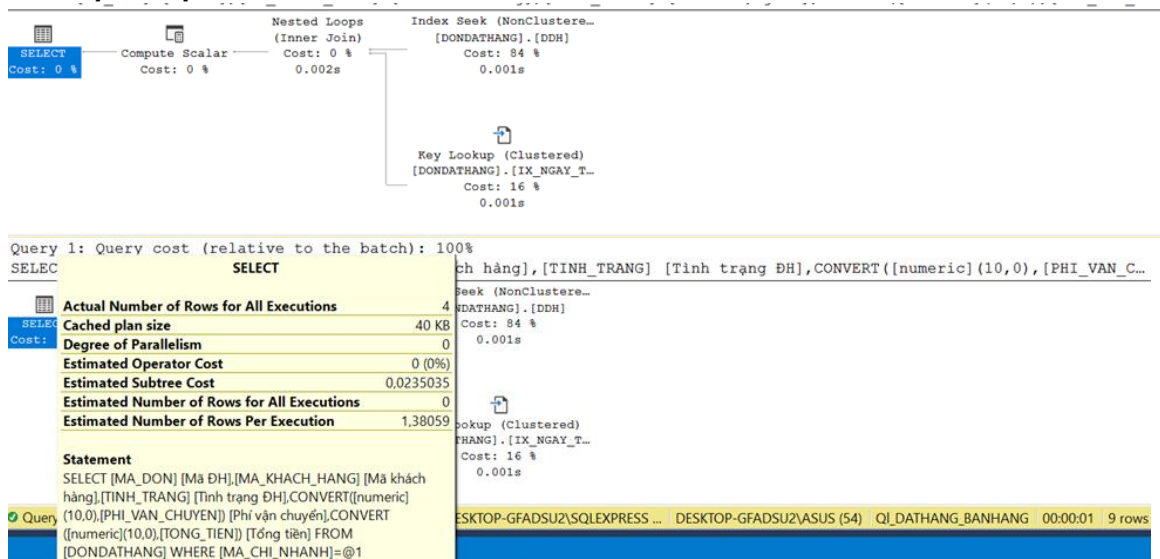 Nested Loops
(Inner Join)
Cost: 0 %
0.002s
Index Seek (NonClustere…
[DONDATHANG].[DDH]
Cost: 84 %
0.001s
SELECT
Cost: 0 %
Compute Scalar
Cost: 0 %
Key Lookup (Clustered)
[DONDATHANG].[IX_NGAY_T…
Cost: 16 %
0.001s
Query 1: Query cost (relative to the batch): 100%
SELEC
ch hàng],[TINH_TRANG] [Tình trạng ĐH],CONVERT([numeric](10,0),[PHI_VAN_C…
SELECT
Actual Number of Rows for All Executions 4
Cached plan size 40 KB
Degree of Parallelism 0
Estimated Operator Cost 0 (0%)
Estimated Subtree Cost 0,0235035
Estimated Number of Rows for All Executions 0
Estimated Number of Rows Per Execution 1,38059
Statement
SELECT [MA_DON] [Mã ĐH],[MA_KHACH_HANG] [Mã khách
hàng],[TINH_TRANG] [Tình trạng ĐH],CONVERT([numeric]
(10,0),[PHI_VAN_CHUYEN]) [Phí vận chuyển],CONVERT
([numeric](10,0),[TONG_TIEN]) [Tổng tiền] FROM
[DONDATHANG] WHERE [MA_CHI_NHANH]=@1
SELEC
Cost:
Seek (NonClustere…
NDATHANG].[DDH]
Cost: 84 %
0.001s
ookup (Clustered)
THANG].[IX_NGAY_T…
Cost: 16 %
0.001s
Query
ESKTOP-GFADSU2\SQLEXPRESS ...
DESKTOP-GFADSU2\ASUS (54)
QI_DATHANG_BANHANG
00:00:01
9 rows